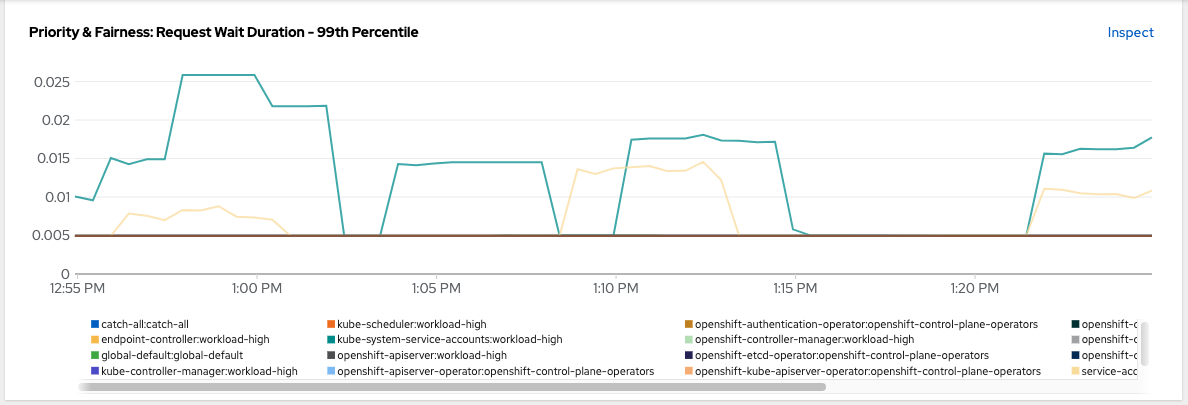 Priority & Fairness: Request Wait Duration - 99th Percentile
Inspect
0.025
0.02
0.015
0.01
0.005
0
12:55 PM 1:00 PM 1:05 PM 1:10 PM 1:15 PM 1:20 PM
catch-all:catch-all kube-scheduler:workload-high openshift-authentication-operator:openshift-control-plane-operators
endpoint-controller:workload-high kube-system-service-accounts:workload-high openshift-controller-manager:workload-high
global-default:global-default openshift-apiserver:workload-high openshift-etcd-operator:openshift-control-plane-operators
kube-controller-manager:workload-high openshift-apiserver-operator:openshift-control-plane-operators openshift-kube-apiserver-operator:openshift-control-plane-operators